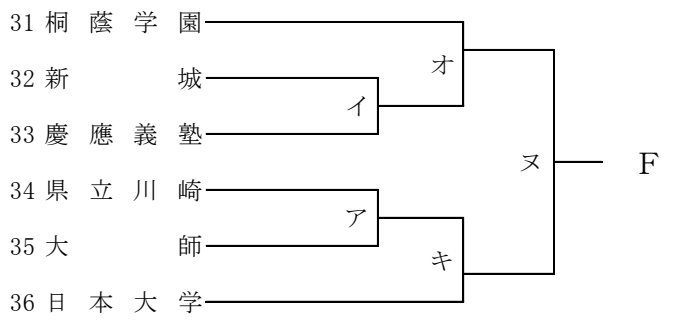 31 桐蔭学園
オ
32 新城
イ
33 慶應義塾
ヌ F
34 県立川崎
ア
35 大師
キ
36 日本大学